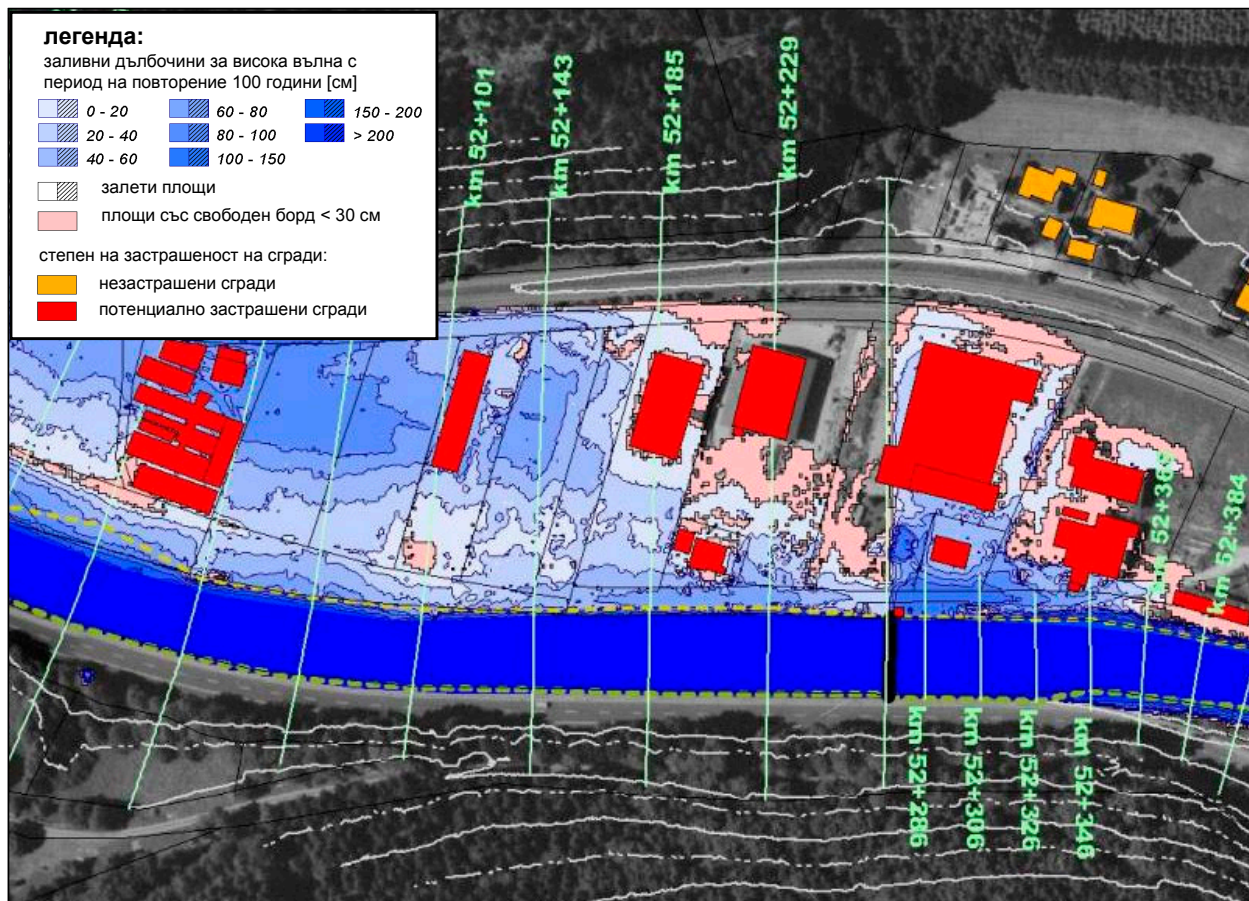 легенда:
заливни дълбочини за висока вълна с
период на повторение 100 години [см]
0 - 20
20 - 40
40 - 60
60 - 80
80 - 100
100 - 150
150 - 200
> 200
залети площи
площи със свободен борд < 30 см
степен на застрашеност на сгради:
незастрашени сгради
потенциално застрашени сгради
km 52+101
km 52+143
km 52+185
km 52+229
km 52+384
km 52+286
km 52+306
km 52+326
km 52+346